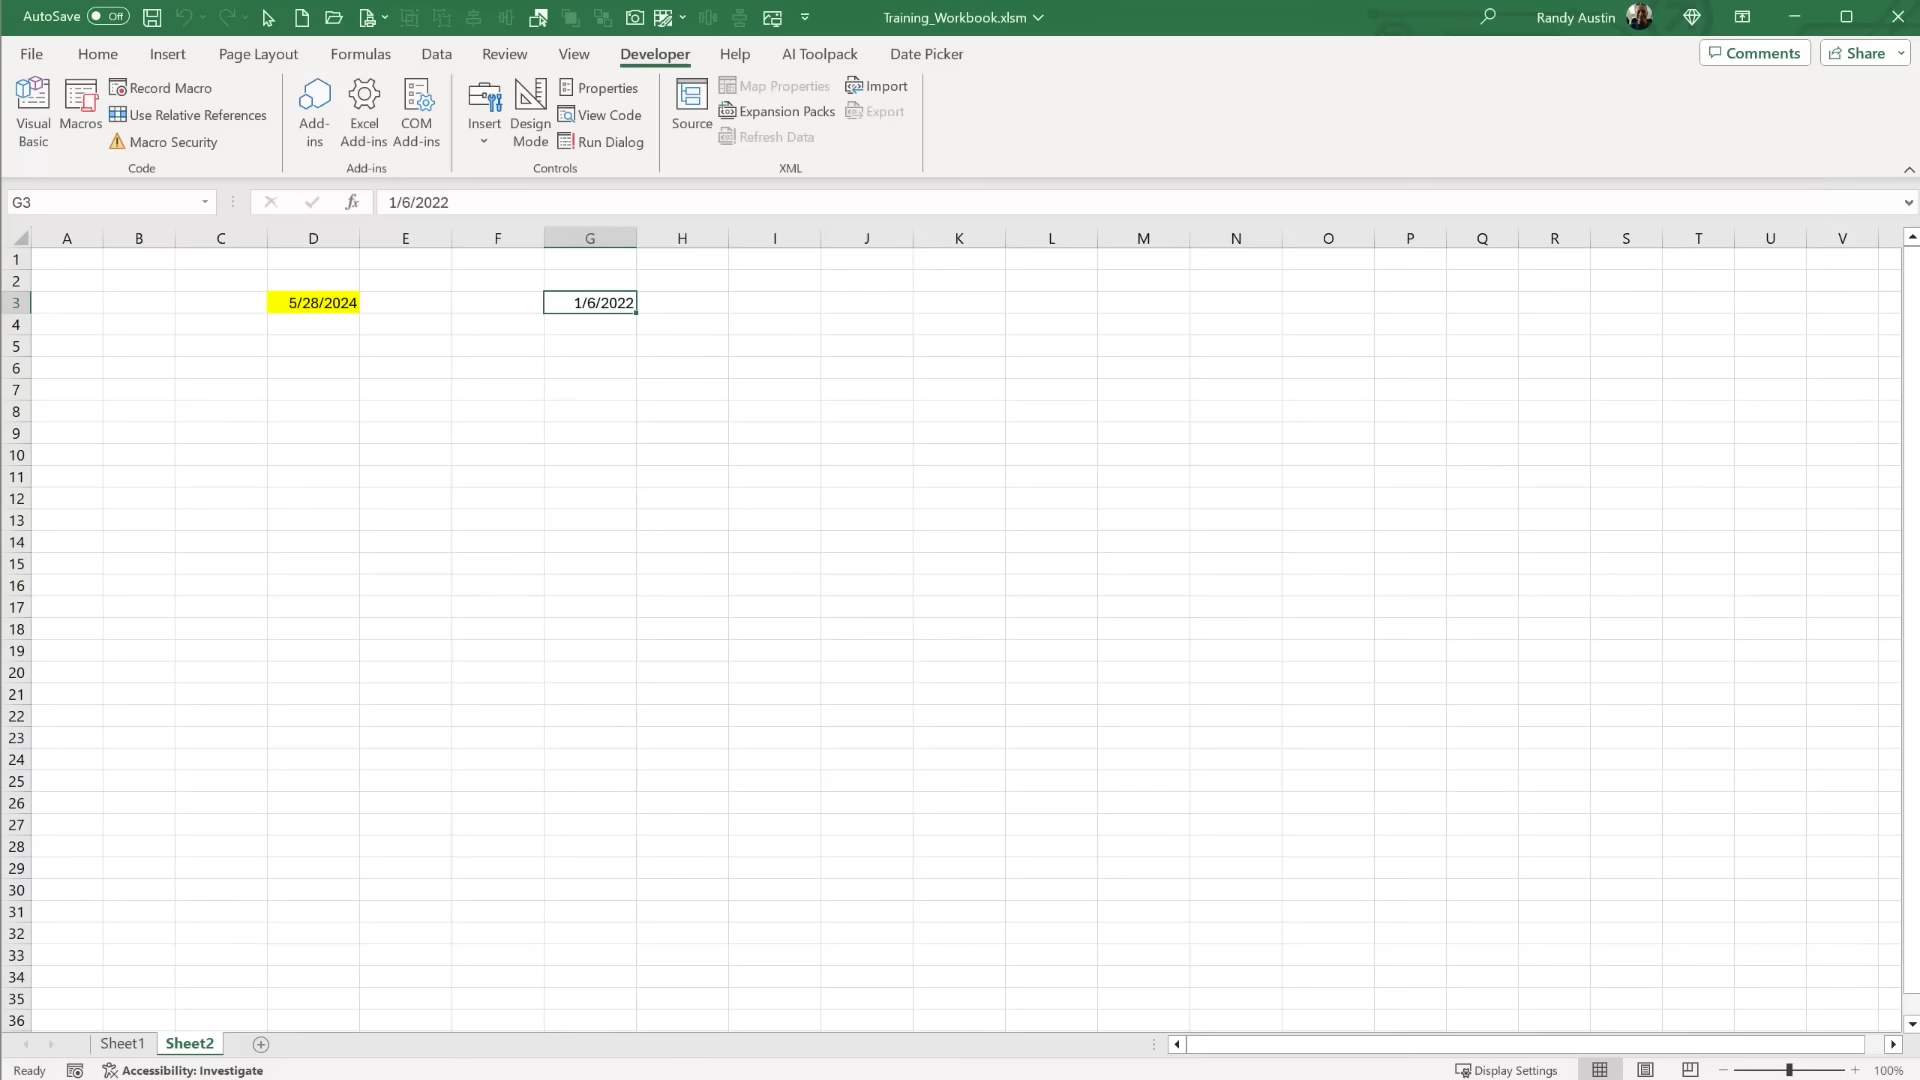 AutoSave Off Training_Workbook.xlsm Randy Austin
File Home Insert Page Layout Formulas Data Review View Developer Help AI Toolpack Date Picker Comments Share
Visual Basic
Macros
Record Macro
Use Relative References
Macro Security
Code
Add-ins
Excel Add-ins
COM Add-ins
Add-ins
Insert
Design Mode
Properties
View Code
Run Dialog
Controls
Source
Map Properties
Expansion Packs
Refresh Data
Import
Export
XML
G3 fx 1/6/2022
A B C D E F G H I J K L M N O P Q R S T U V
1
2
3 5/28/2024 1/6/2022
4
5
6
7
8
9
10
11
12
13
14
15
16
17
18
19
20
21
22
23
24
25
26
27
28
29
30
31
32
33
34
35
36
Sheet1 Sheet2
Ready Accessibility: Investigate Display Settings 100%